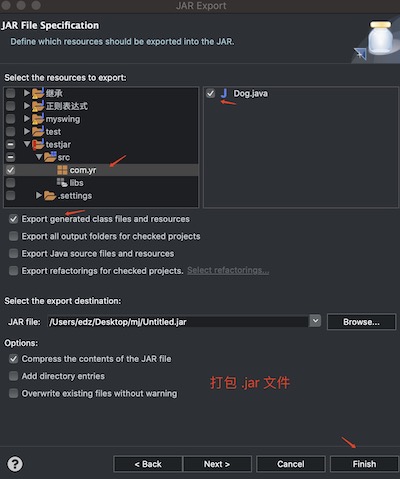 JAR Export
JAR File Specification
Define which resources should be exported into the JAR.
Select the resources to export:
继承
正则表达式
myswing
test
testjar
src
com.yr
libs
.settings
J Dog.java
Export generated class files and resources
Export all output folders for checked projects
Export Java source files and resources
Export refactorings for checked projects. Select refactorings...
Select the export destination:
JAR file: /Users/edz/Desktop/mj/Untitled.jar Browse...
Options:
Compress the contents of the JAR file
Add directory entries
Overwrite existing files without warning
打包 .jar 文件
? < Back Next > Cancel Finish